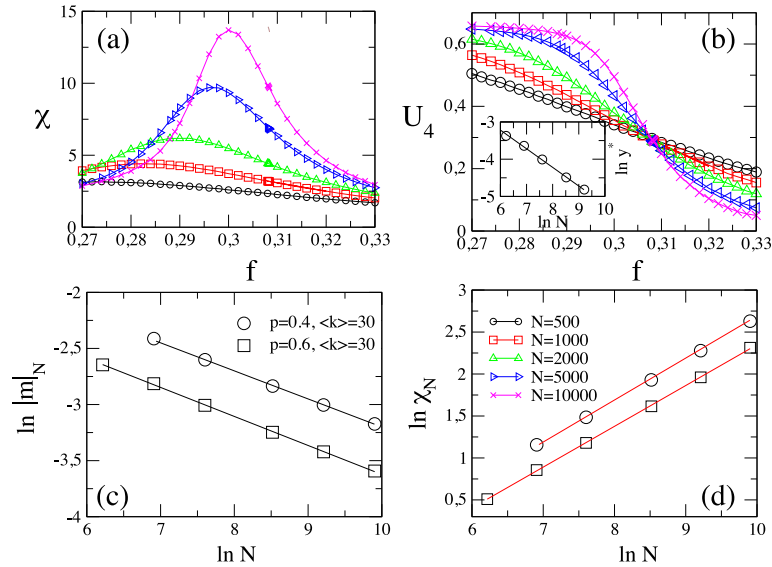 (a)
χ
15
10
5
0
0,27 0,28 0,29 0,3 0,31 0,32 0,33
f
(b)
U4
0.6
0.4
0.2
0
0,27 0,28 0,29 0,3 0,31 0,32 0,33
f
-3
-4
-5
6 7 8 9 10
ln N
ln y*
(c)
ln |m|N
-2
-2,5
-3
-3,5
-4
6 7 8 9 10
ln N
p=0.4, <k>=30
p=0.6, <k>=30
(d)
ln χN
2,5
2
1,5
1
0,5
6 7 8 9 10
ln N
N=500
N=1000
N=2000
N=5000
N=10000